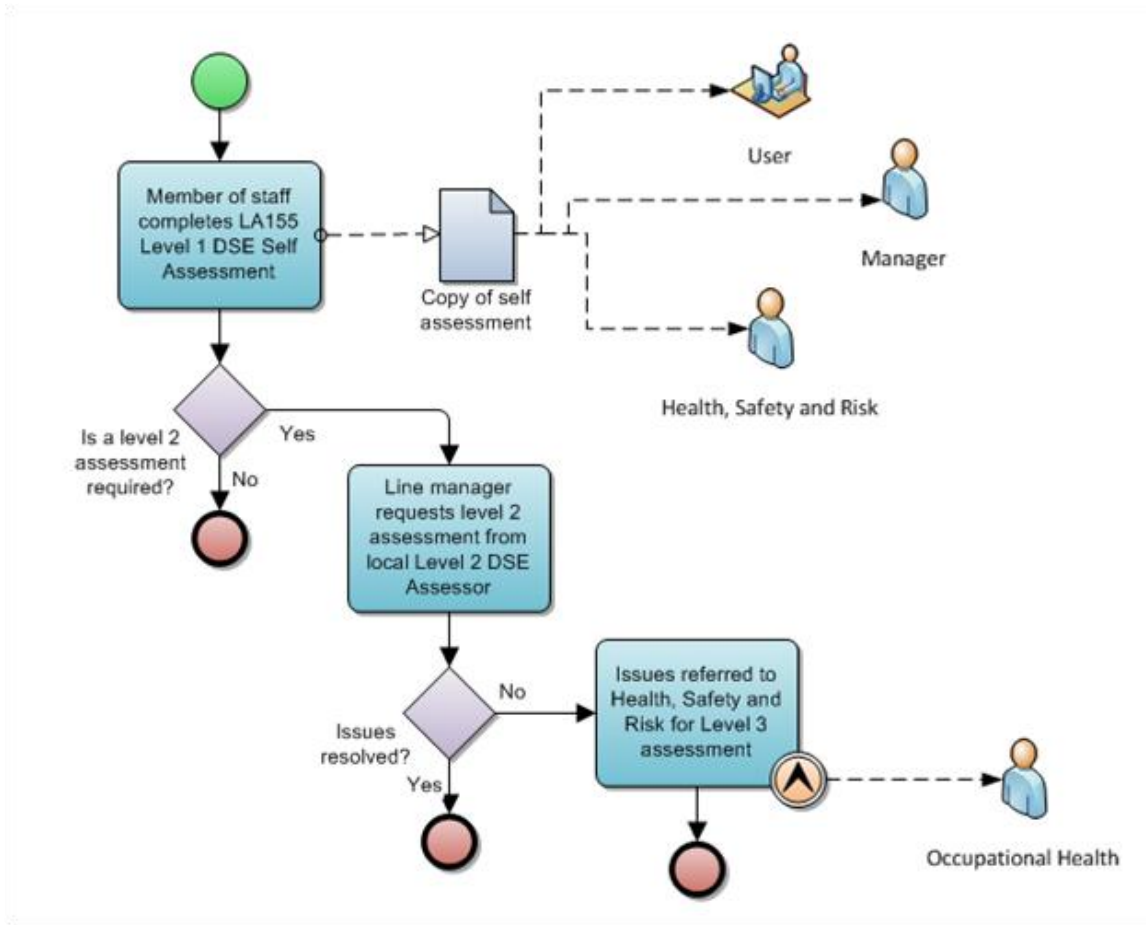 User
Member of staff
completes LA155
Level 1 DSE Self
Assessment
Manager
Copy of self
assessment
Health, Safety and Risk
Is a level 2
assessment
required?
Yes
No
Line manager
requests level 2
assessment from
local Level 2 DSE
Assessor
Issues
resolved?
No
Yes
Issues referred to
Health, Safety and
Risk for Level 3
assessment
Occupational Health